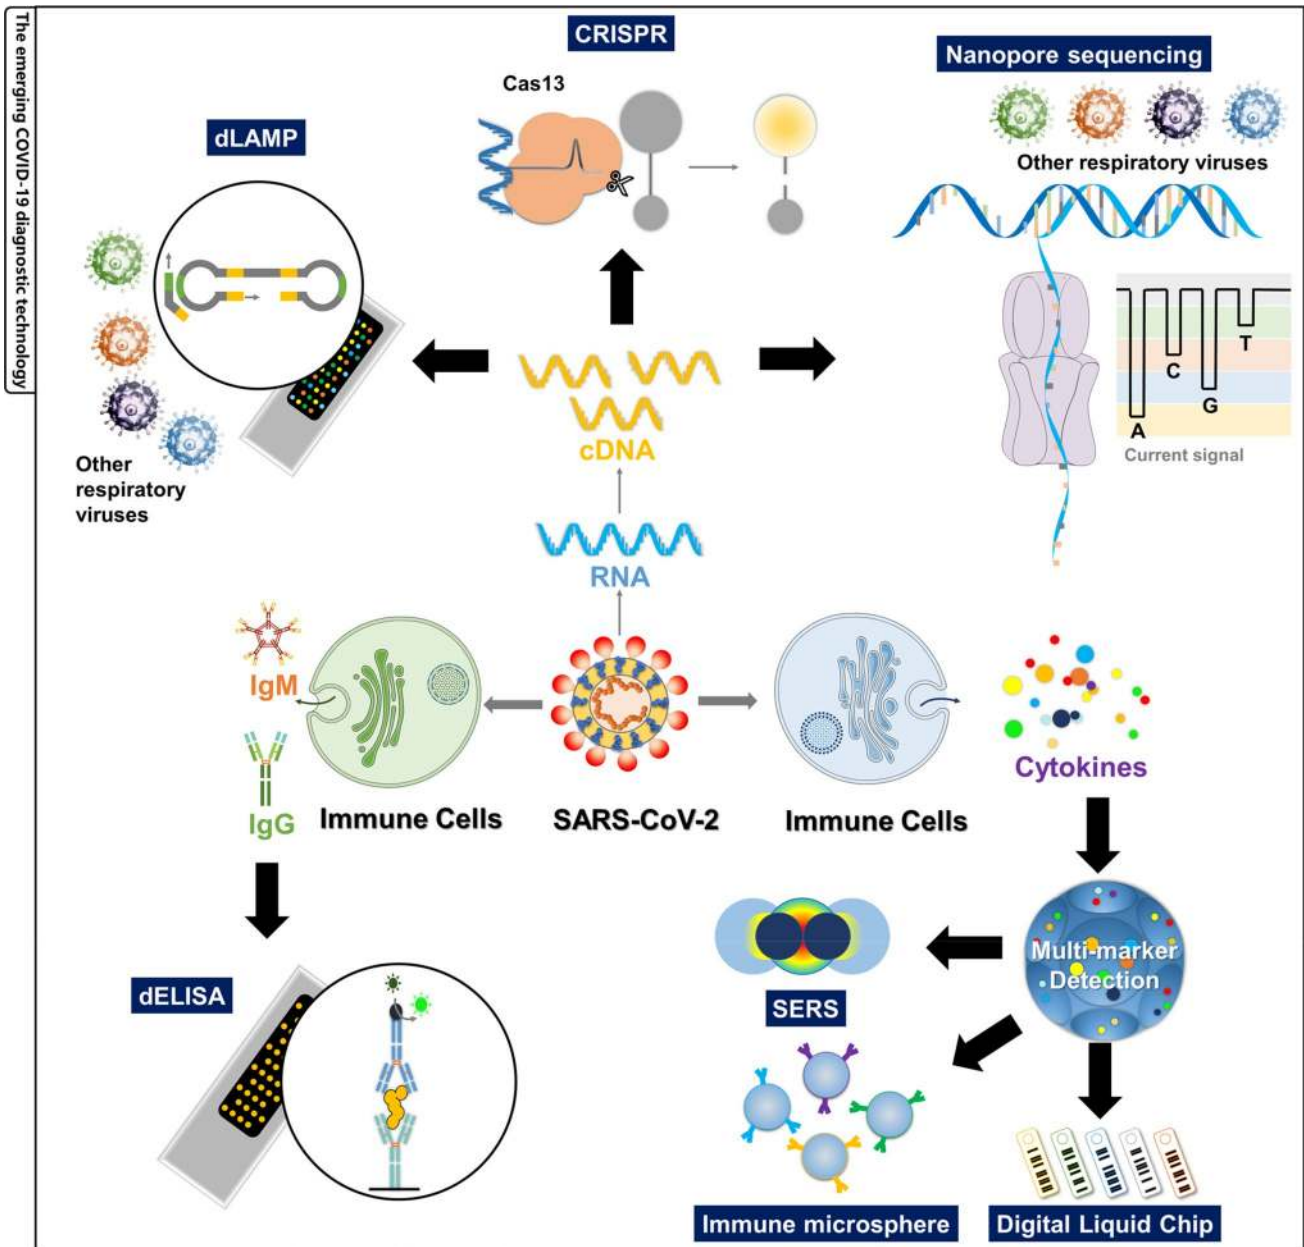 The emerging COVID-19 diagnostic technology
CRISPR
Cas13
Nanopore sequencing
Other respiratory viruses
dLAMP
Other
respiratory
viruses
A
C
G
T
Current signal
cDNA
RNA
IgM
IgG
Immune Cells
SARS-CoV-2
Immune Cells
Cytokines
Multi-marker
Detection
dELISA
SERS
Immune microsphere
Digital Liquid Chip